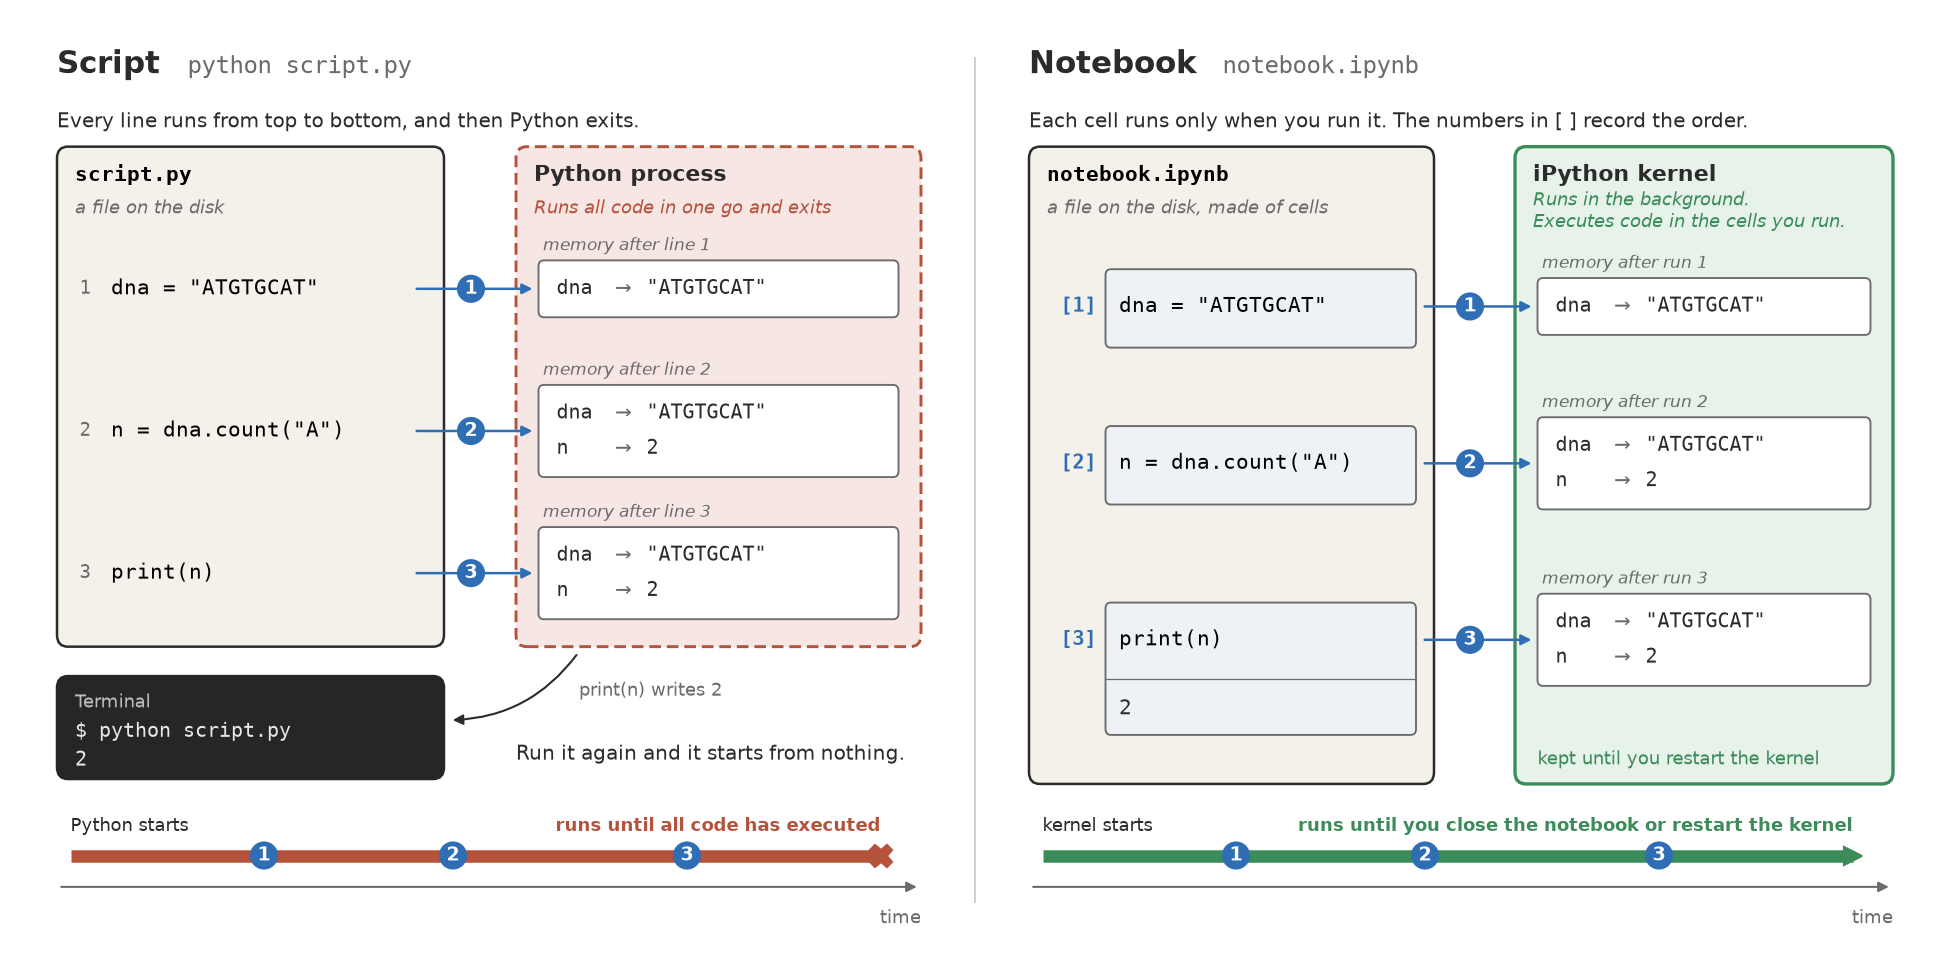 Script python script.py
Every line runs from top to bottom, and then Python exits.
script.py
a file on the disk
1 dna = "ATGTGCAT"
2 n = dna.count("A")
3 print(n)
1
2
3
Python process
Runs all code in one go and exits
memory after line 1
dna → "ATGTGCAT"
memory after line 2
dna → "ATGTGCAT"
n → 2
memory after line 3
dna → "ATGTGCAT"
n → 2
Terminal
$ python script.py
2
print(n) writes 2
Run it again and it starts from nothing.
Python starts
runs until all code has executed
1 2 3
time
Notebook notebook.ipynb
Each cell runs only when you run it. The numbers in [ ] record the order.
notebook.ipynb
a file on the disk, made of cells
[1] dna = "ATGTGCAT"
[2] n = dna.count("A")
[3] print(n)
2
1
2
3
iPython kernel
Runs in the background.
Executes code in the cells you run.
memory after run 1
dna → "ATGTGCAT"
memory after run 2
dna → "ATGTGCAT"
n → 2
memory after run 3
dna → "ATGTGCAT"
n → 2
kept until you restart the kernel
kernel starts
runs until you close the notebook or restart the kernel
1 2 3
time